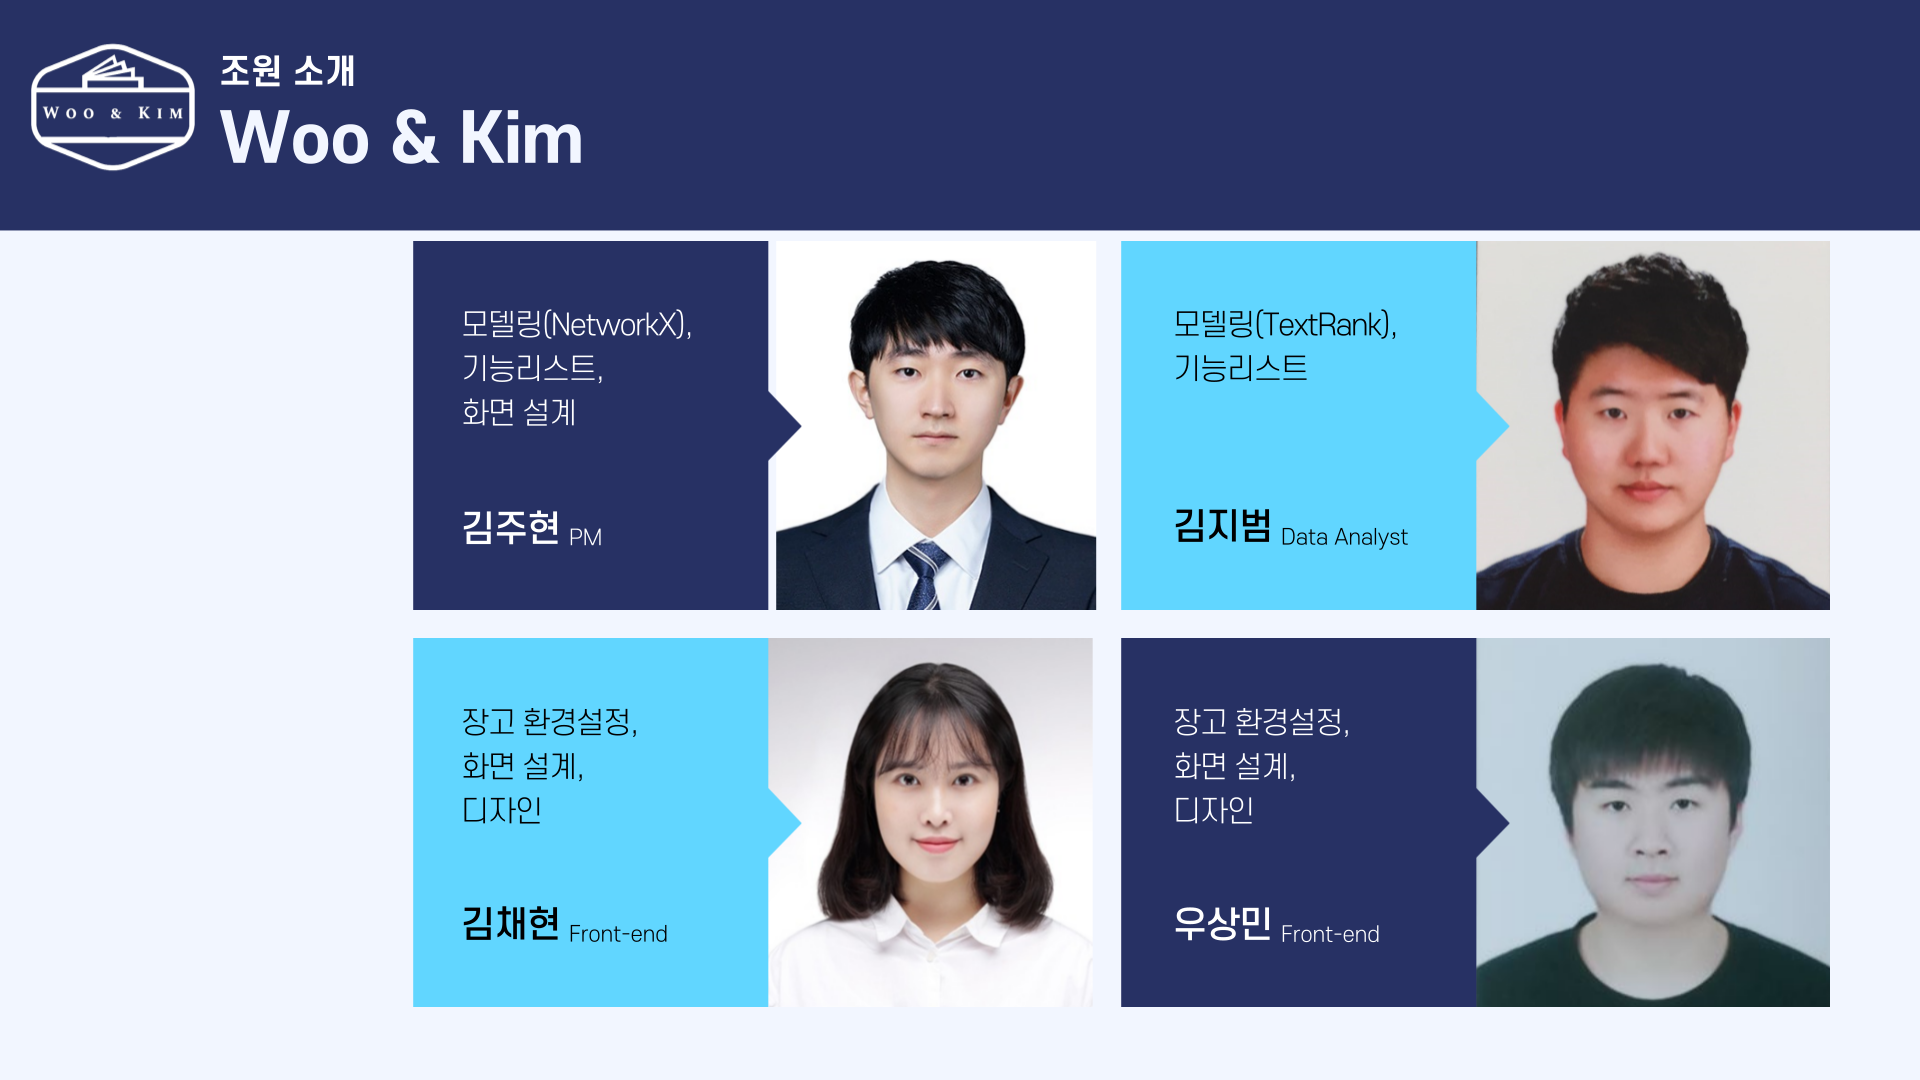 WOO & KIM
조원 소개
Woo & Kim
모델링(NetworkX),
기능리스트,
화면 설계
김주현 PM
모델링(TextRank),
기능리스트
김지범 Data Analyst
장고 환경설정,
화면 설계,
디자인
김채현 Front-end
장고 환경설정,
화면 설계,
디자인
우상민 Front-end